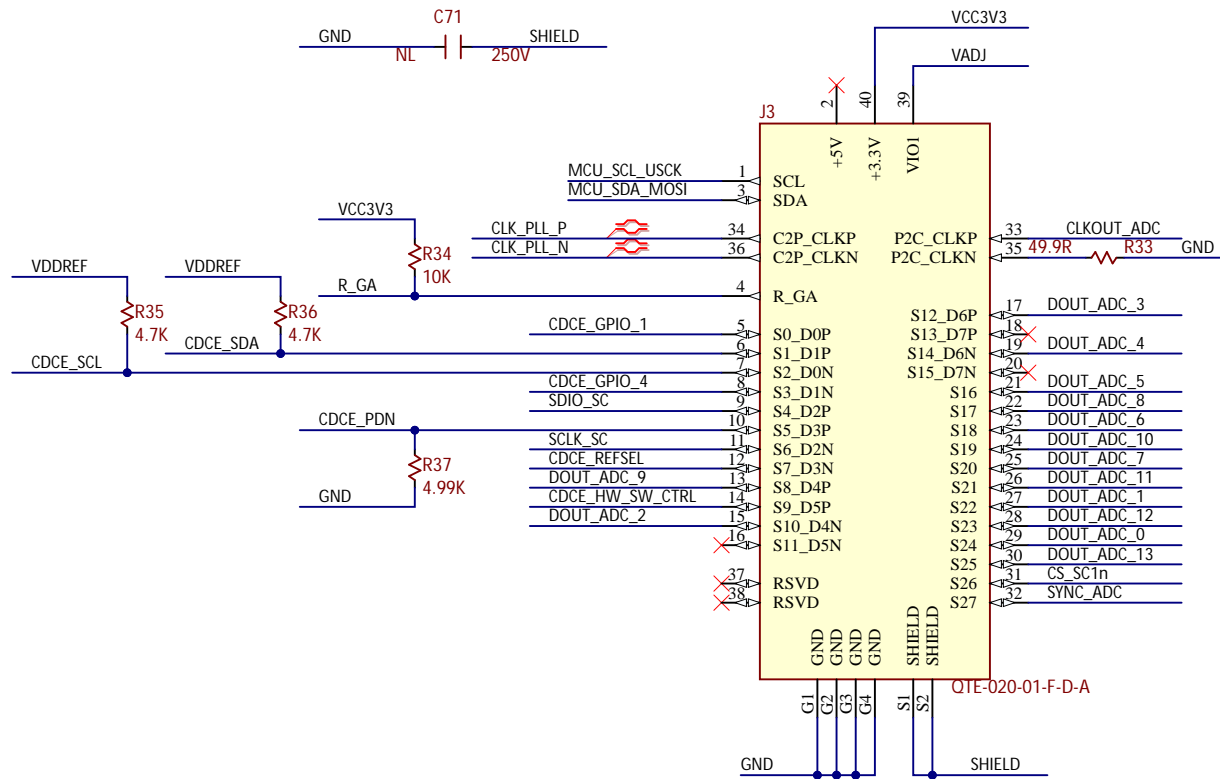 C71
GND
SHIELD
NL
250V
VCC3V3
VADJ
2
40
39
J3
+5V
+3.3V
VIO1
MCU_SCL_USCK 1 SCL
MCU_SDA_MOSI 3 SDA
VCC3V3
CLK_PLL_P 34 C2P_CLKP
CLK_PLL_N 36 C2P_CLKN
P2C_CLKP 33 CLKOUT_ADC
P2C_CLKN 35 49.9R R33 GND
R34
10K
R_GA 4 R_GA
VDDREF
VDDREF
R35
4.7K
R36
4.7K
CDCE_GPIO_1 5 S0_D0P
CDCE_SDA 6 S1_D1P
CDCE_SCL 7 S2_D0N
CDCE_GPIO_4 8 S3_D1N
SDIO_SC 9 S4_D2P
CDCE_PDN 10 S5_D3P
SCLK_SC 11 S6_D2N
CDCE_REFSEL 12 S7_D3N
DOUT_ADC_9 13 S8_D4P
CDCE_HW_SW_CTRL 14 S9_D5P
DOUT_ADC_2 15 S10_D4N
16 S11_D5N
R37
4.99K
GND
37 RSVD
38 RSVD
S12_D6P 17 DOUT_ADC_3
S13_D7P 18
S14_D6N 19 DOUT_ADC_4
S15_D7N 20
S16 21 DOUT_ADC_5
S17 22 DOUT_ADC_8
S18 23 DOUT_ADC_6
S19 24 DOUT_ADC_10
S20 25 DOUT_ADC_7
S21 26 DOUT_ADC_11
S22 27 DOUT_ADC_1
S23 28 DOUT_ADC_12
S24 29 DOUT_ADC_0
S25 30 DOUT_ADC_13
S26 31 CS_SC1n
S27 32 SYNC_ADC
GND
GND
GND
GND
SHIELD
SHIELD
QTE-020-01-F-D-A
G1
G2
G3
G4
S1
S2
GND
SHIELD